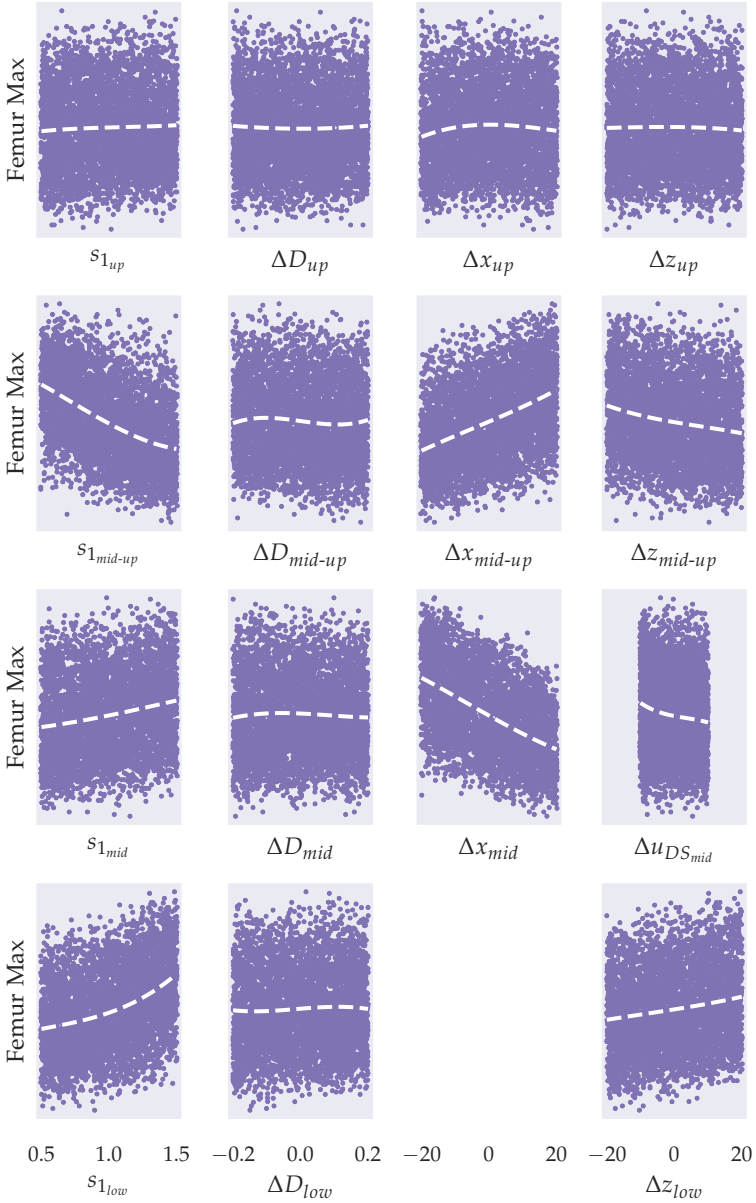 Femur Max
s1up ΔDup Δxup Δzup
Femur Max
s1mid-up ΔDmid-up Δxmid-up Δzmid-up
Femur Max
s1mid ΔDmid Δxmid ΔuDSmid
Femur Max
0.5 1.0 1.5 −0.2 0.0 0.2 −20 0 20 −20 0 20
s1low ΔDlow Δzlow